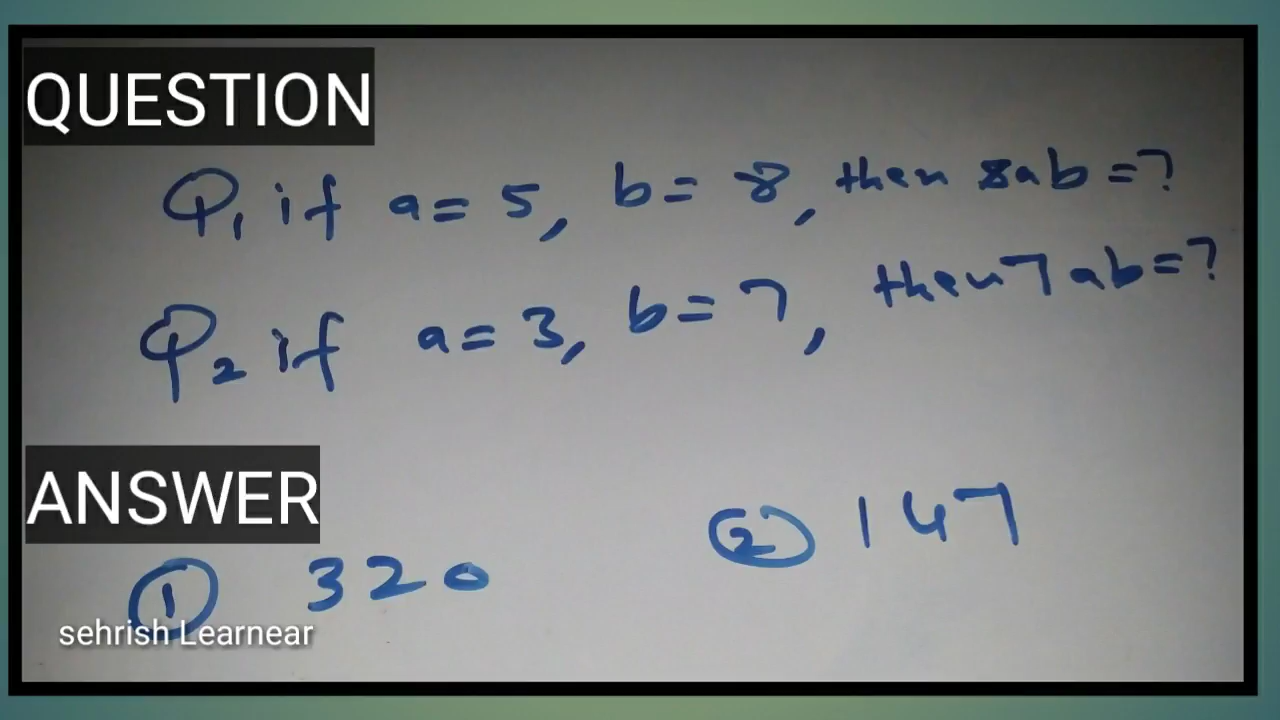 QUESTION
Q1 if a = 5, b = 8, then 8ab = ?
Q2 if a = 3, b = 7, then 7ab = ?
ANSWER
② 147
① 320
sehrish Learnear